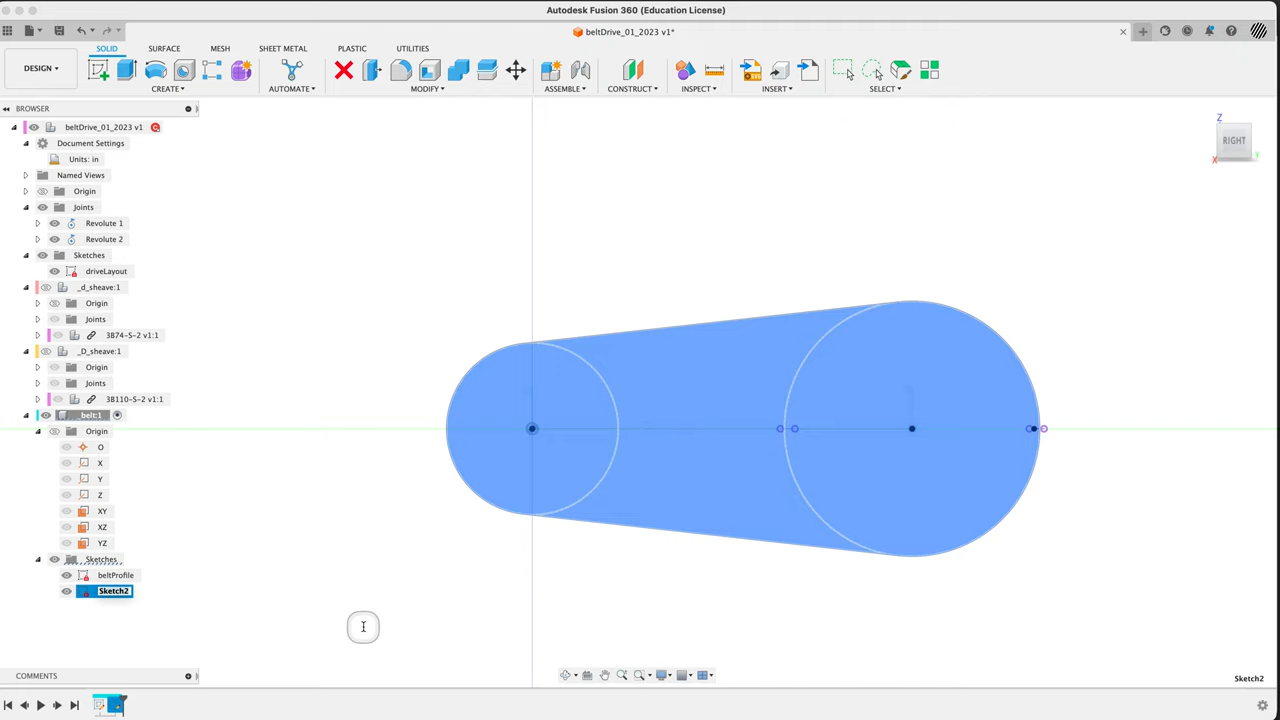 Autodesk Fusion 360 (Education License)
beltDrive_01_2023 v1*
SOLID SURFACE MESH SHEET METAL PLASTIC UTILITIES
DESIGN
CREATE AUTOMATE MODIFY ASSEMBLE CONSTRUCT INSPECT INSERT SELECT
BROWSER
beltDrive_01_2023 v1
Document Settings
Units: in
Named Views
Origin
Joints
Revolute 1
Revolute 2
Sketches
driveLayout
_d_sheave:1
Origin
Joints
3B74-S-2 v1:1
_D_sheave:1
Origin
Joints
3B110-S-2 v1:1
_belt:1
Origin
O
X
Y
Z
XY
XZ
YZ
Sketches
beltProfile
Sketch2
Z
RIGHT
X
Y
COMMENTS
Sketch2